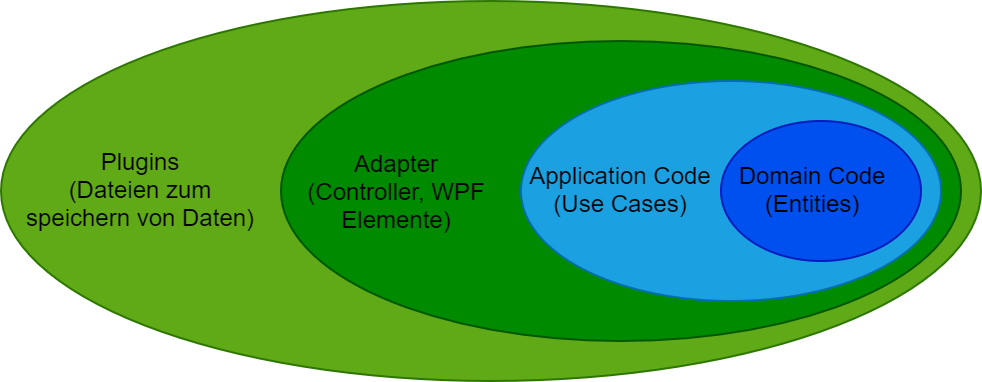 Plugins
(Dateien zum
speichern von Daten)
Adapter
(Controller, WPF
Elemente)
Application Code
(Use Cases)
Domain Code
(Entities)